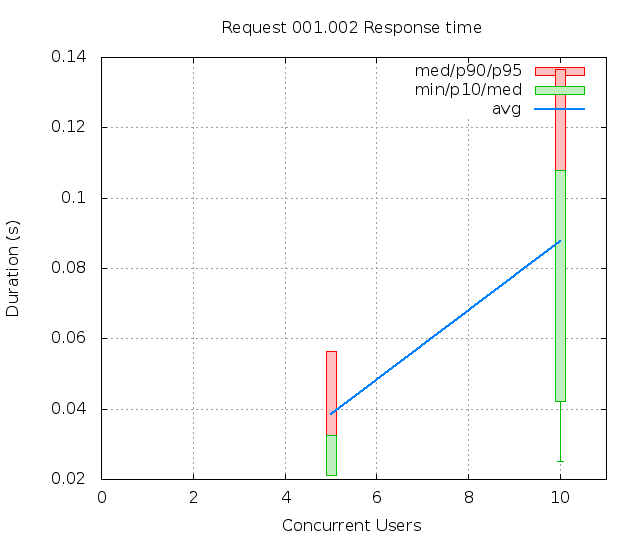 Request 001.002 Response time
0.14
0.12
0.1
0.08
0.06
0.04
0.02
Duration (s)
med/p90/p95
min/p10/med
avg
0 2 4 6 8 10
Concurrent Users